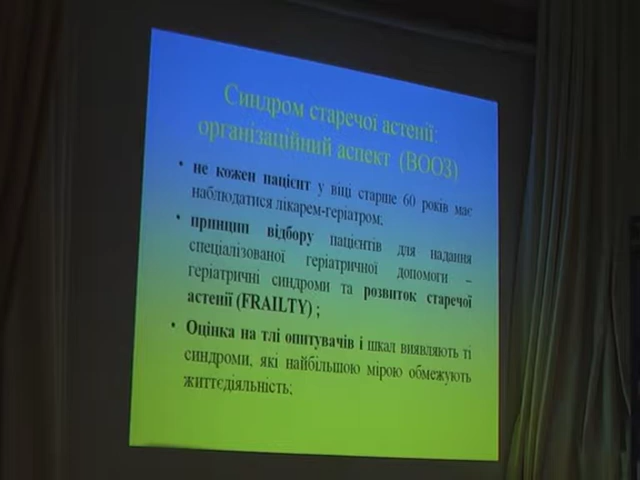 Синдром старечої астенії:
організаційний аспект (ВООЗ)
• не кожен пацієнт у віці старше 60 років має
наблюдатися лікарем-геріатром;
• принцип відбору пацієнтів для надання
спеціалізованої геріатричної допомоги –
геріатричні синдроми та розвиток старечої
астенії (FRAILTY) ;
• Оцінка на тлі опитувачів і шкал виявляють ті
синдроми, які найбільшою мірою обмежують
життєдіяльність;